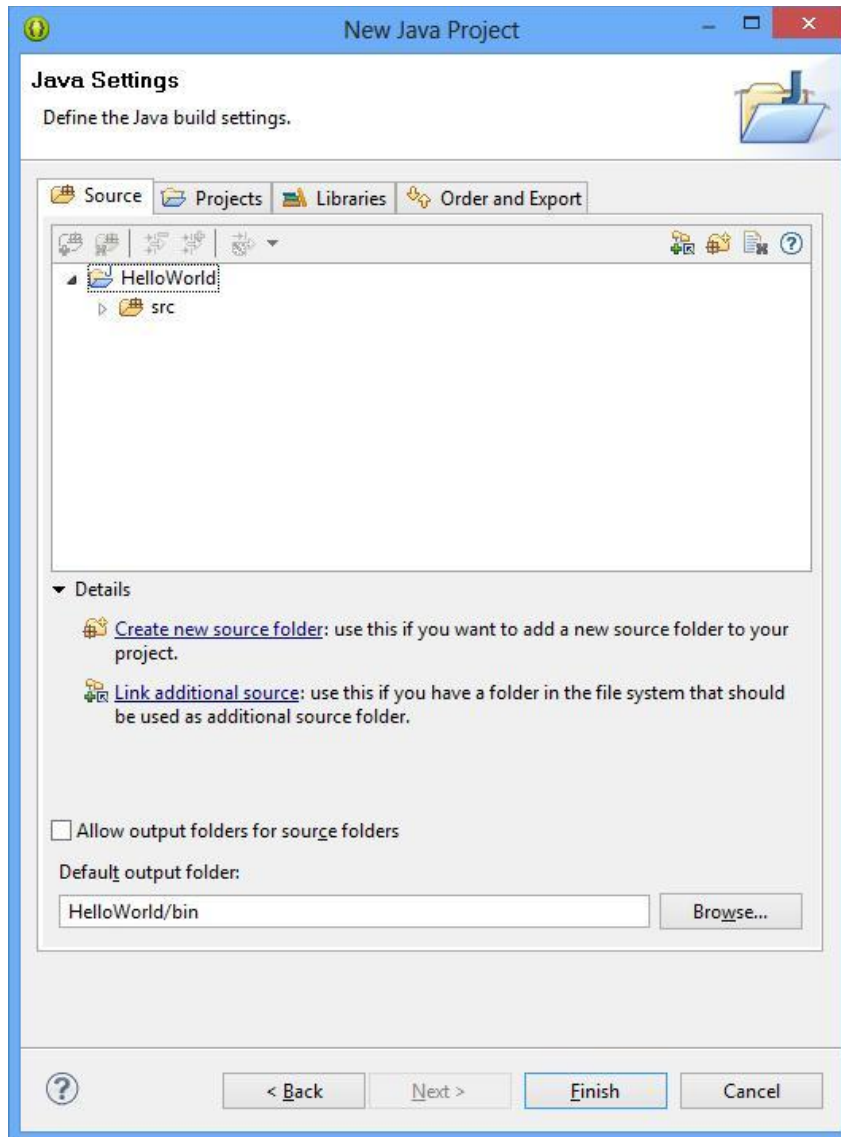 New Java Project
Java Settings
Define the Java build settings.
Source Projects Libraries Order and Export
HelloWorld
src
Details
Create new source folder: use this if you want to add a new source folder to your
project.
Link additional source: use this if you have a folder in the file system that should
be used as additional source folder.
Allow output folders for source folders
Default output folder:
HelloWorld/bin
Browse...
< Back Next > Finish Cancel